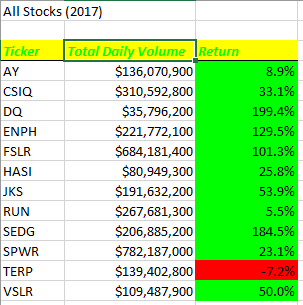 All Stocks (2017)
Ticker Total Daily Volume Return
AY $136,070,900 8.9%
CSIQ $310,592,800 33.1%
DQ $35,796,200 199.4%
ENPH $221,772,100 129.5%
FSLR $684,181,400 101.3%
HASI $80,949,300 25.8%
JKS $191,632,200 53.9%
RUN $267,681,300 5.5%
SEDG $206,885,200 184.5%
SPWR $782,187,000 23.1%
TERP $139,402,800 -7.2%
VSLR $109,487,900 50.0%